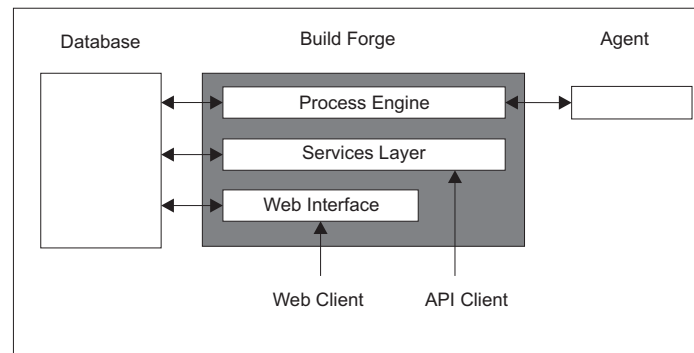 Database
Build Forge
Agent
Process Engine
Services Layer
Web Interface
Web Client
API Client